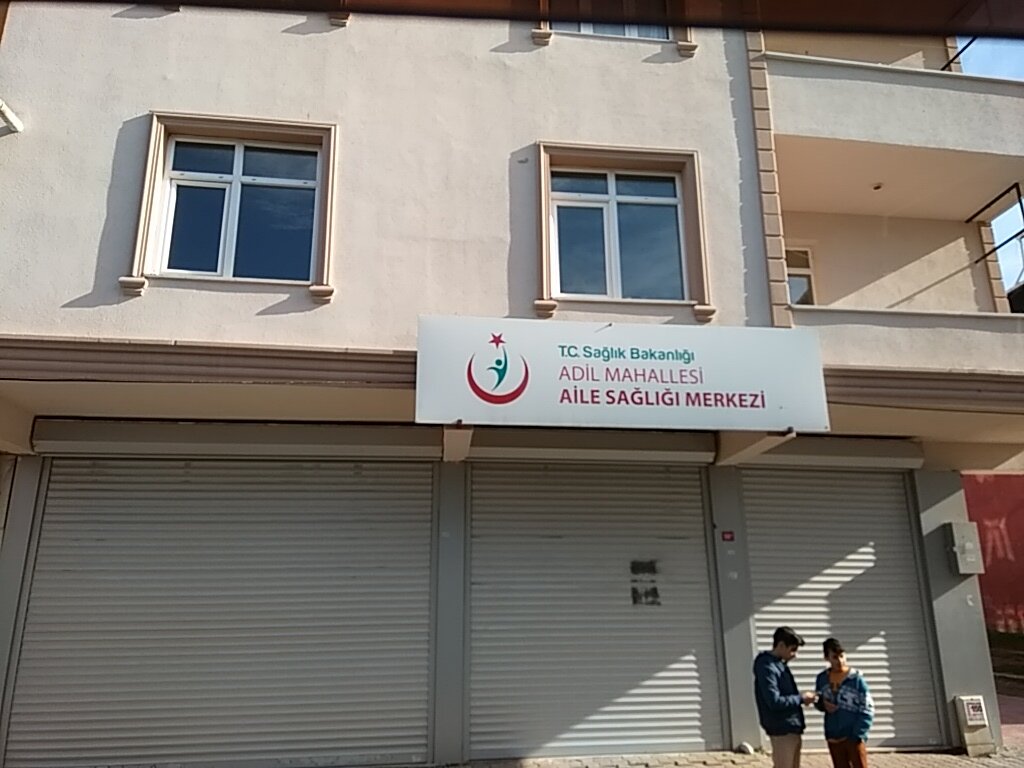 T.C. Sağlık Bakanlığı
ADİL MAHALLESİ
AİLE SAĞLIĞI MERKEZİ